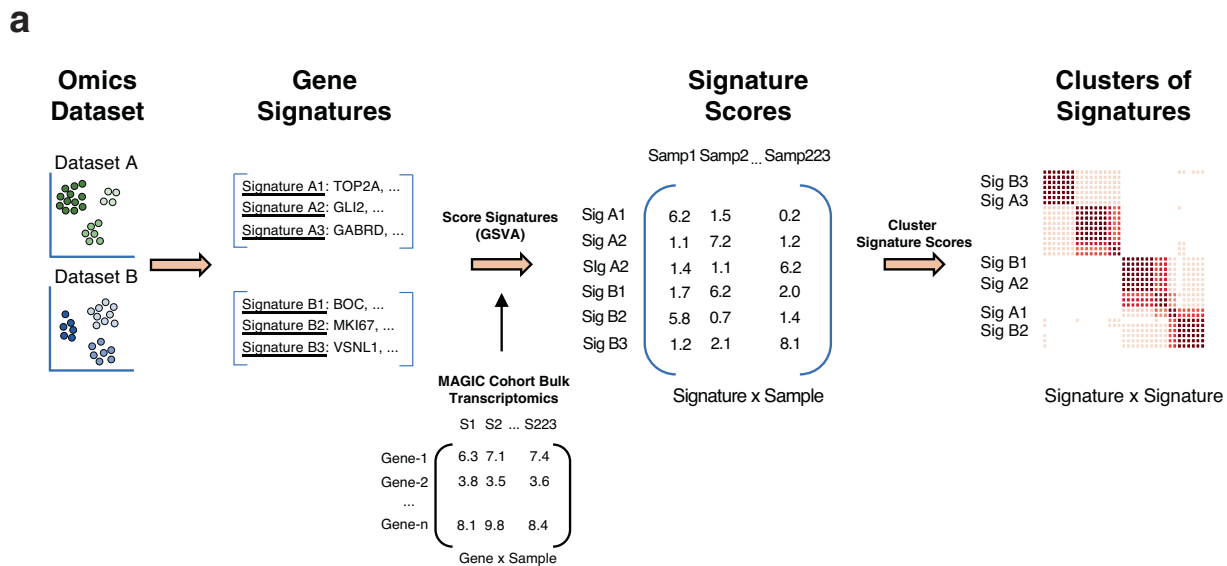 a
Omics
Dataset
Gene
Signatures
Signature
Scores
Clusters of
Signatures
Dataset A
Signature A1: TOP2A, ...
Signature A2: GLI2, ...
Signature A3: GABRD, ...
Dataset B
Signature B1: BOC, ...
Signature B2: MKI67, ...
Signature B3: VSNL1, ...
Score Signatures
(GSVA)
MAGIC Cohort Bulk
Transcriptomics
S1 S2 ... S223
Gene-1 6.3 7.1 7.4
Gene-2 3.8 3.5 3.6
...
Gene-n 8.1 9.8 8.4
Gene x Sample
Samp1 Samp2 ... Samp223
Sig A1 6.2 1.5 0.2
Sig A2 1.1 7.2 1.2
SIg A2 1.4 1.1 6.2
Sig B1 1.7 6.2 2.0
Sig B2 5.8 0.7 1.4
Sig B3 1.2 2.1 8.1
Signature x Sample
Cluster
Signature Scores
Sig B3
Sig A3
Sig B1
Sig A2
Sig A1
Sig B2
Signature x Signature